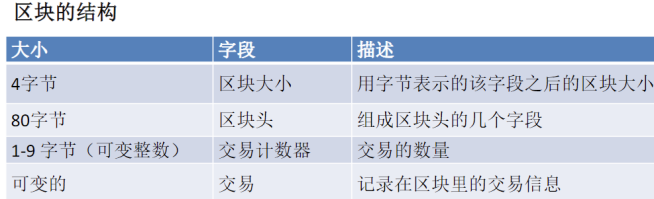 区块的结构
大小 字段 描述
4字节 区块大小 用字节表示的该字段之后的区块大小
80字节 区块头 组成区块头的几个字段
1-9 字节（可变整数） 交易计数器 交易的数量
可变的 交易 记录在区块里的交易信息